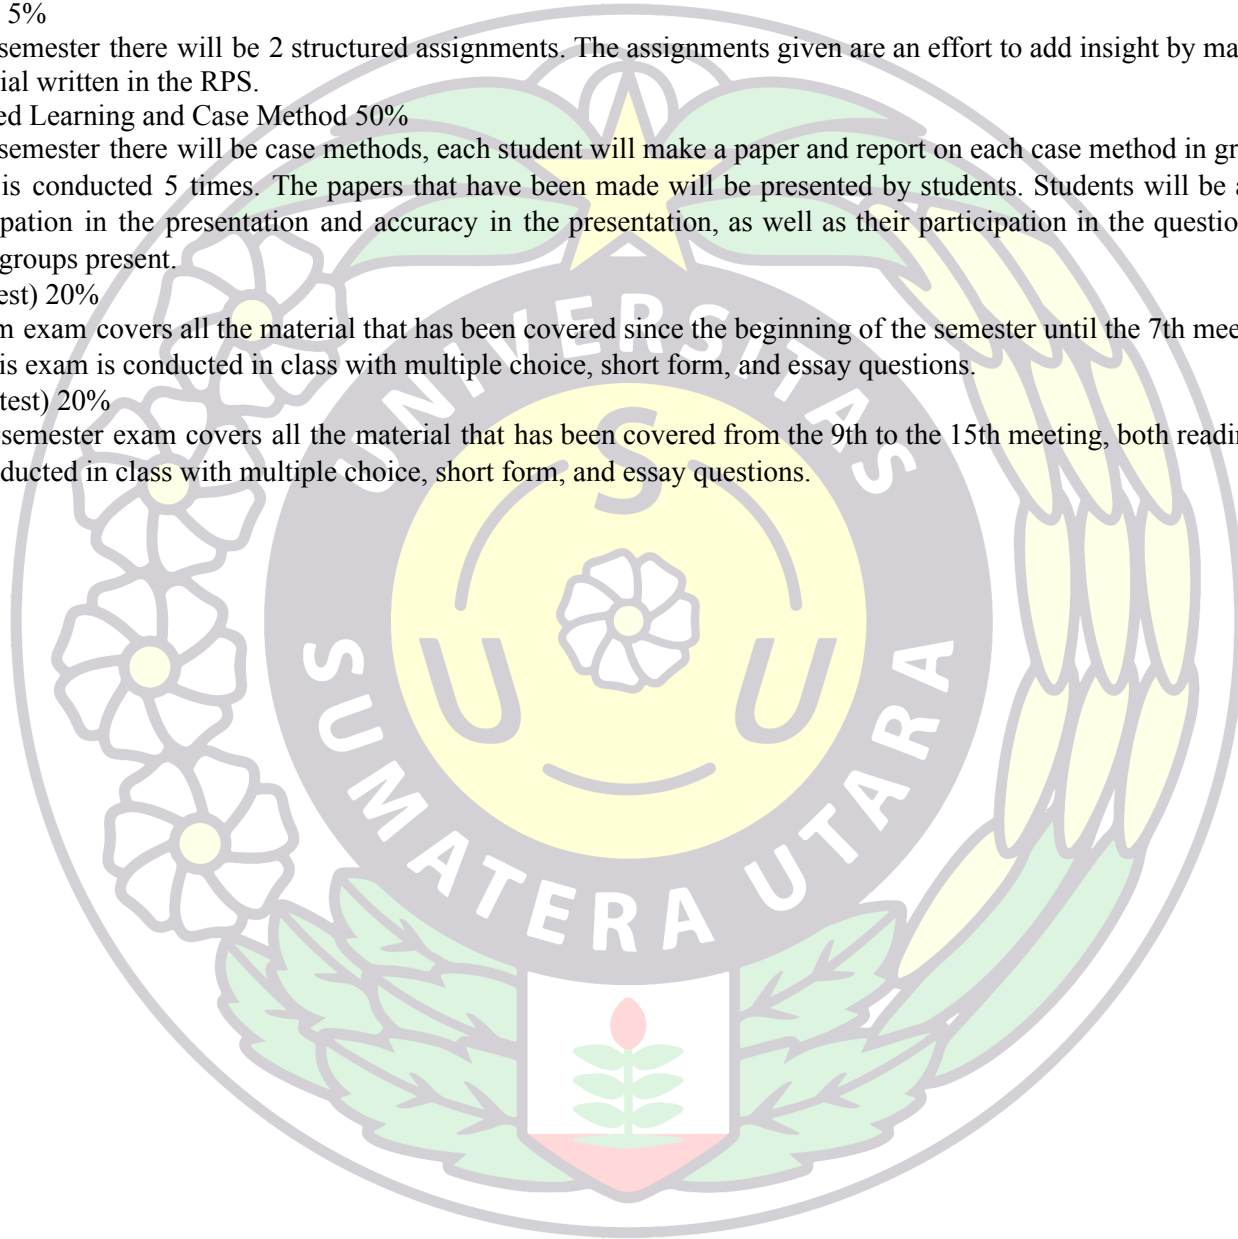 5%
semester there will be 2 structured assignments. The assignments given are an effort to add insight by ma
ial written in the RPS.
ed Learning and Case Method 50%
semester there will be case methods, each student will make a paper and report on each case method in gr
is conducted 5 times. The papers that have been made will be presented by students. Students will be a
pation in the presentation and accuracy in the presentation, as well as their participation in the questio
groups present.
est) 20%
m exam covers all the material that has been covered since the beginning of the semester until the 7th mee
is exam is conducted in class with multiple choice, short form, and essay questions.
test) 20%
semester exam covers all the material that has been covered from the 9th to the 15th meeting, both readin
ducted in class with multiple choice, short form, and essay questions.
UNIVERSITAS
S
U U
SUMATERA UTARA